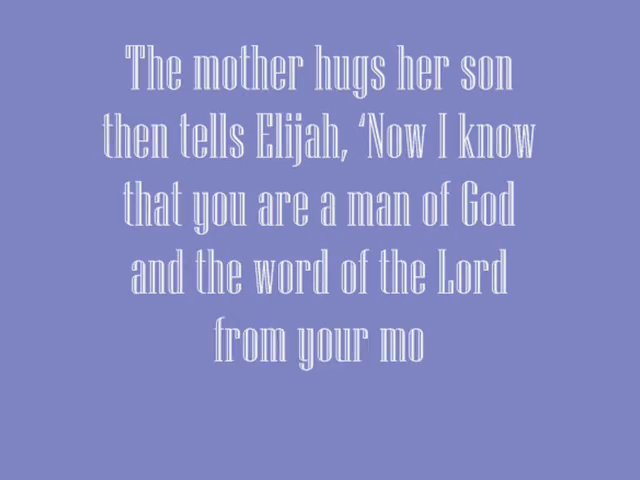 The mother hugs her son
then tells Elijah, ‘Now I know
that you are a man of God
and the word of the Lord
from your mo